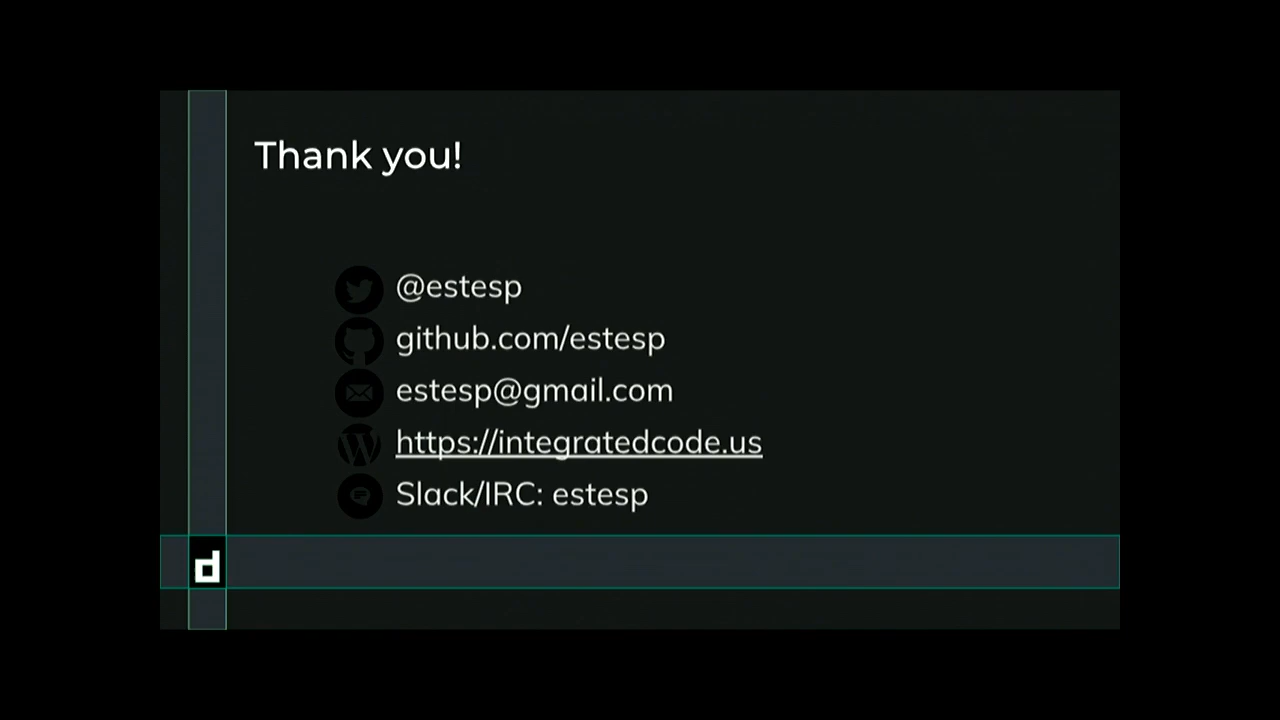 Thank you!
@estesp
github.com/estesp
estesp@gmail.com
https://integratedcode.us
Slack/IRC: estesp
d